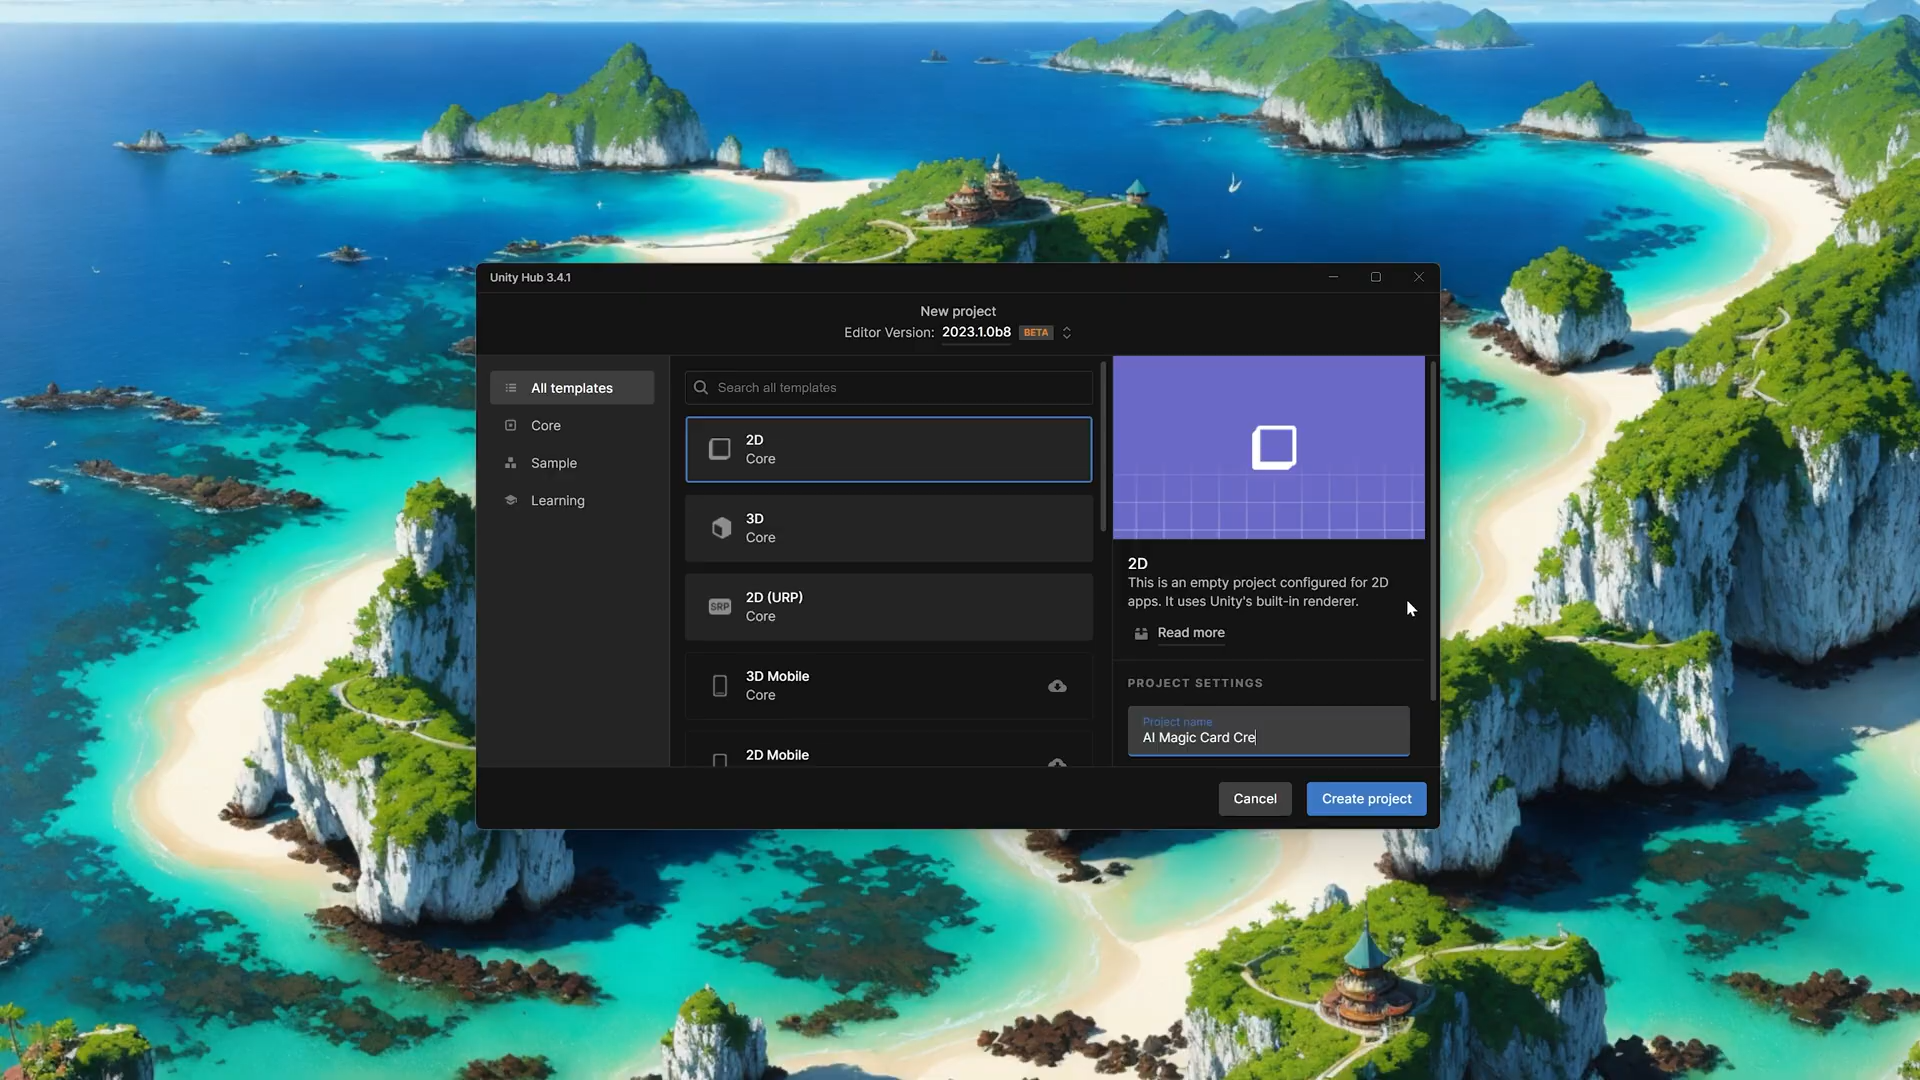 Unity Hub 3.4.1
New project
Editor Version: 2023.1.0b8 BETA
All templates
Core
Sample
Learning
Search all templates
2D
Core
3D
Core
SRP
2D (URP)
Core
3D Mobile
Core
2D Mobile
2D
This is an empty project configured for 2D
apps. It uses Unity's built-in renderer.
Read more
PROJECT SETTINGS
Project name
AI Magic Card Cre
Cancel
Create project